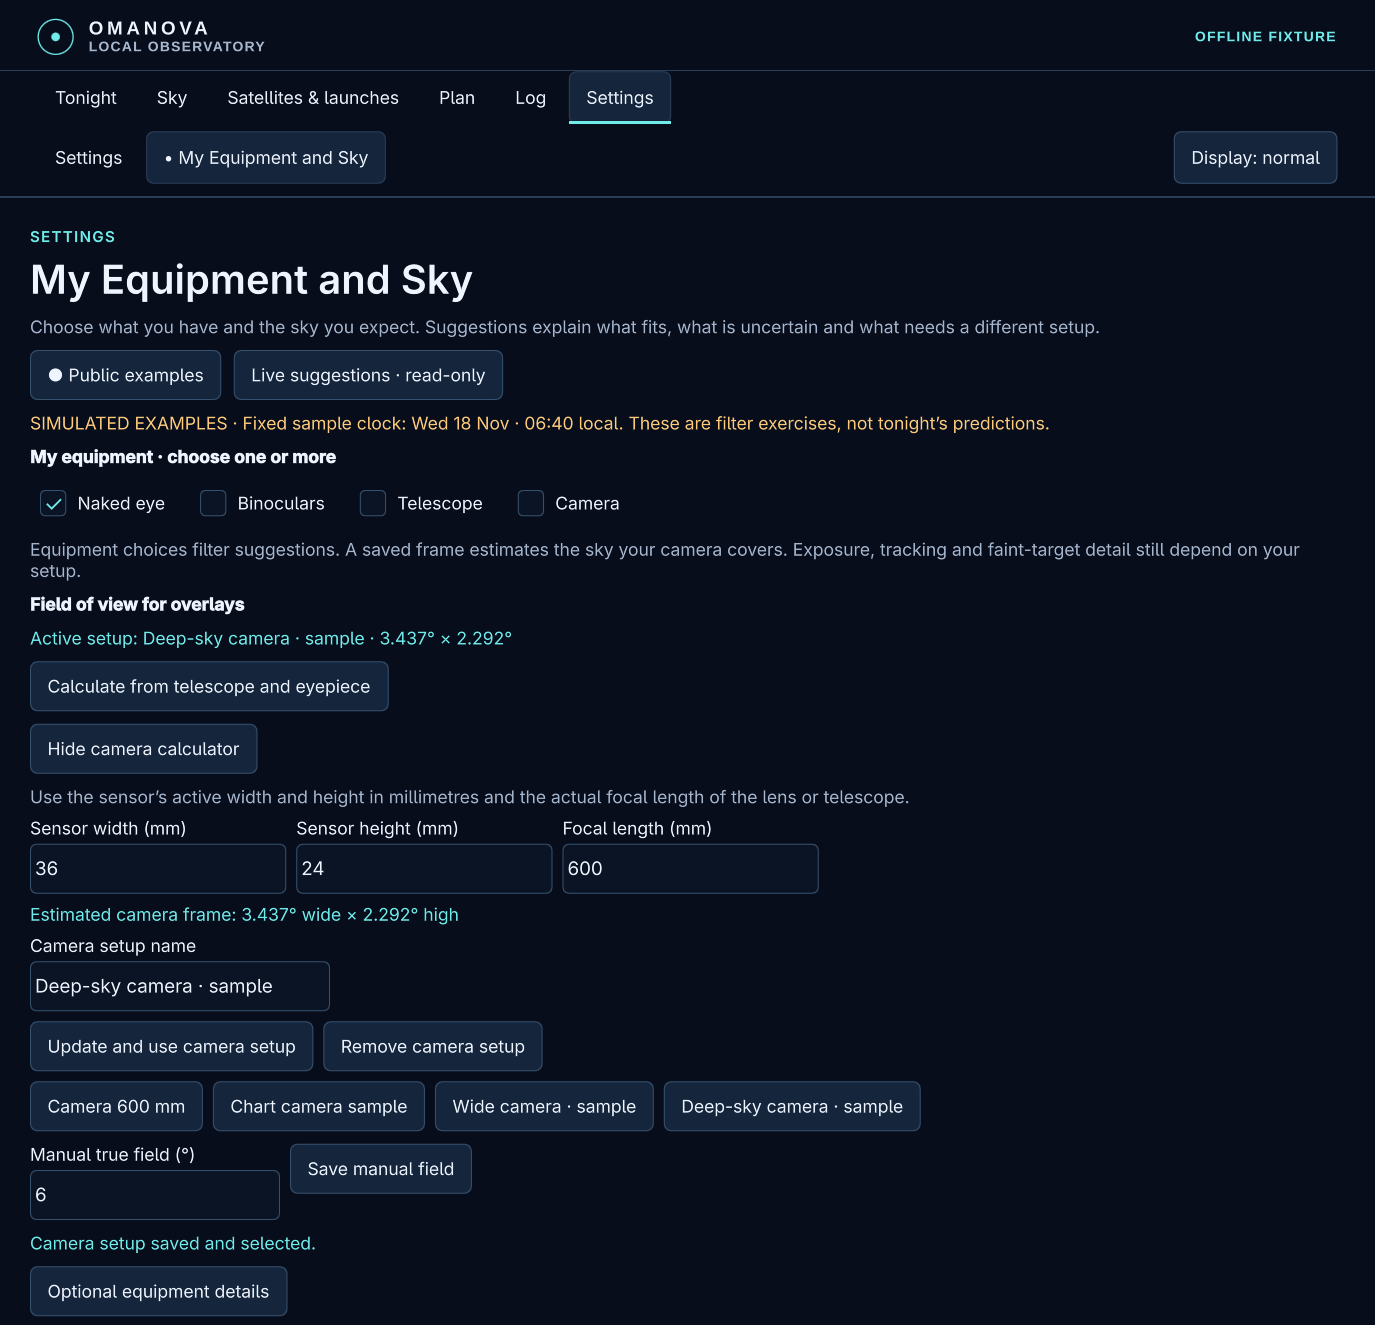 OMANOVA
LOCAL OBSERVATORY
OFFLINE FIXTURE
Tonight
Sky
Satellites & launches
Plan
Log
Settings
Settings
• My Equipment and Sky
Display: normal
SETTINGS
My Equipment and Sky
Choose what you have and the sky you expect. Suggestions explain what fits, what is uncertain and what needs a different setup.
● Public examples
Live suggestions · read-only
SIMULATED EXAMPLES · Fixed sample clock: Wed 18 Nov · 06:40 local. These are filter exercises, not tonight’s predictions.
My equipment · choose one or more
Naked eye
Binoculars
Telescope
Camera
Equipment choices filter suggestions. A saved frame estimates the sky your camera covers. Exposure, tracking and faint-target detail still depend on your
setup.
Field of view for overlays
Active setup: Deep-sky camera · sample · 3.437° × 2.292°
Calculate from telescope and eyepiece
Hide camera calculator
Use the sensor’s active width and height in millimetres and the actual focal length of the lens or telescope.
Sensor width (mm)
Sensor height (mm)
Focal length (mm)
36
24
600
Estimated camera frame: 3.437° wide × 2.292° high
Camera setup name
Deep-sky camera · sample
Update and use camera setup
Remove camera setup
Camera 600 mm
Chart camera sample
Wide camera · sample
Deep-sky camera · sample
Manual true field (°)
Save manual field
6
Camera setup saved and selected.
Optional equipment details